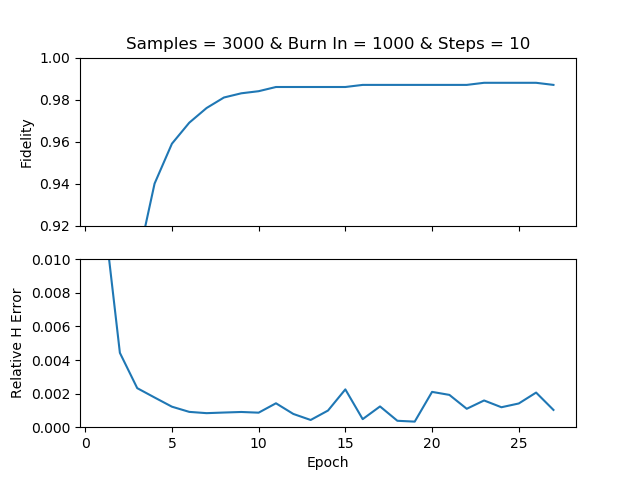 Samples = 3000 & Burn In = 1000 & Steps = 10
1.00
0.98
0.96
0.94
0.92
Fidelity
0.010
0.008
0.006
0.004
0.002
0.000
Relative H Error
0 5 10 15 20 25
Epoch